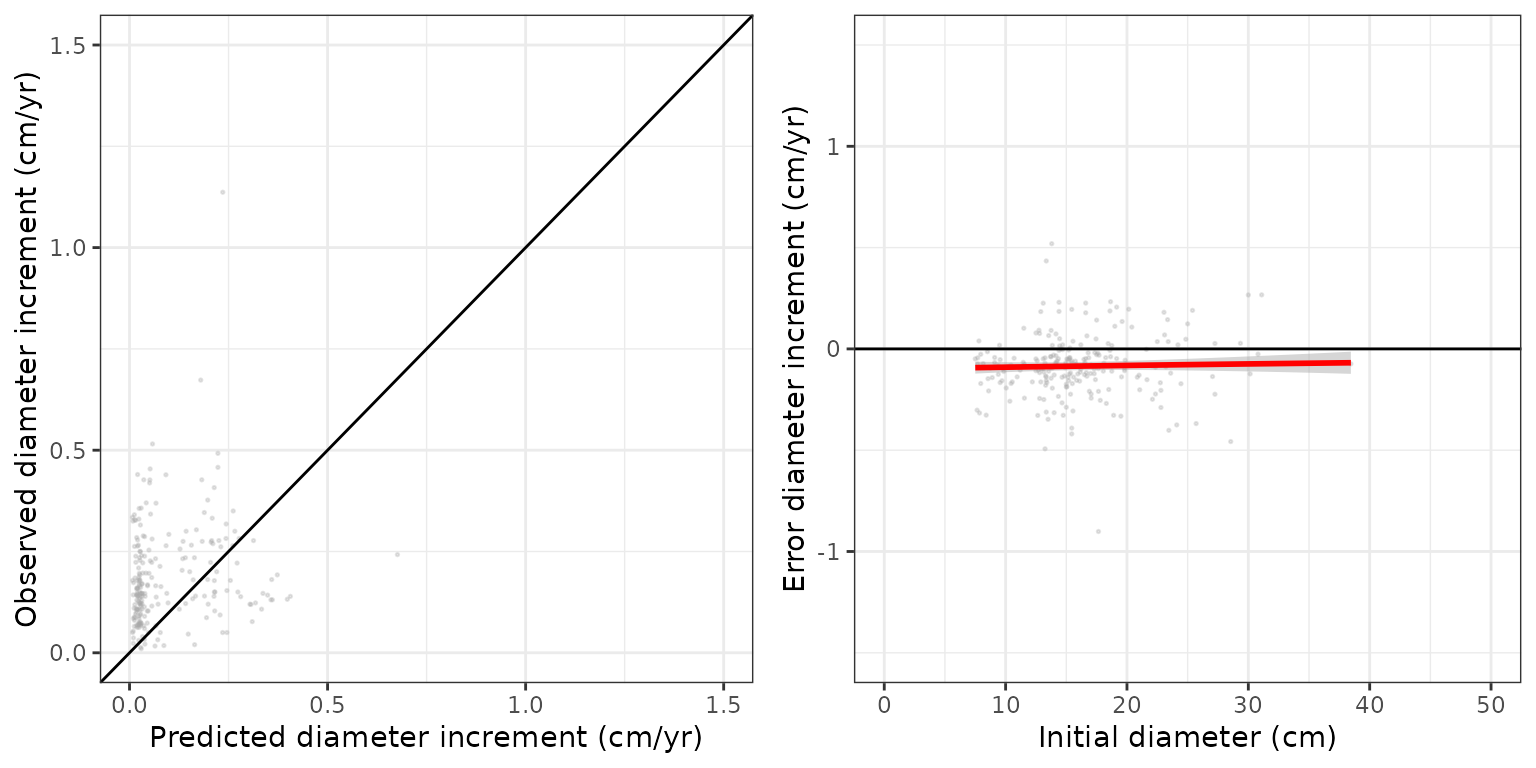 1.5
1.0
0.5
0.0
Observed diameter increment (cm/yr)
0.0 0.5 1.0 1.5
Predicted diameter increment (cm/yr)
1
0
-1
Error diameter increment (cm/yr)
0 10 20 30 40 50
Initial diameter (cm)